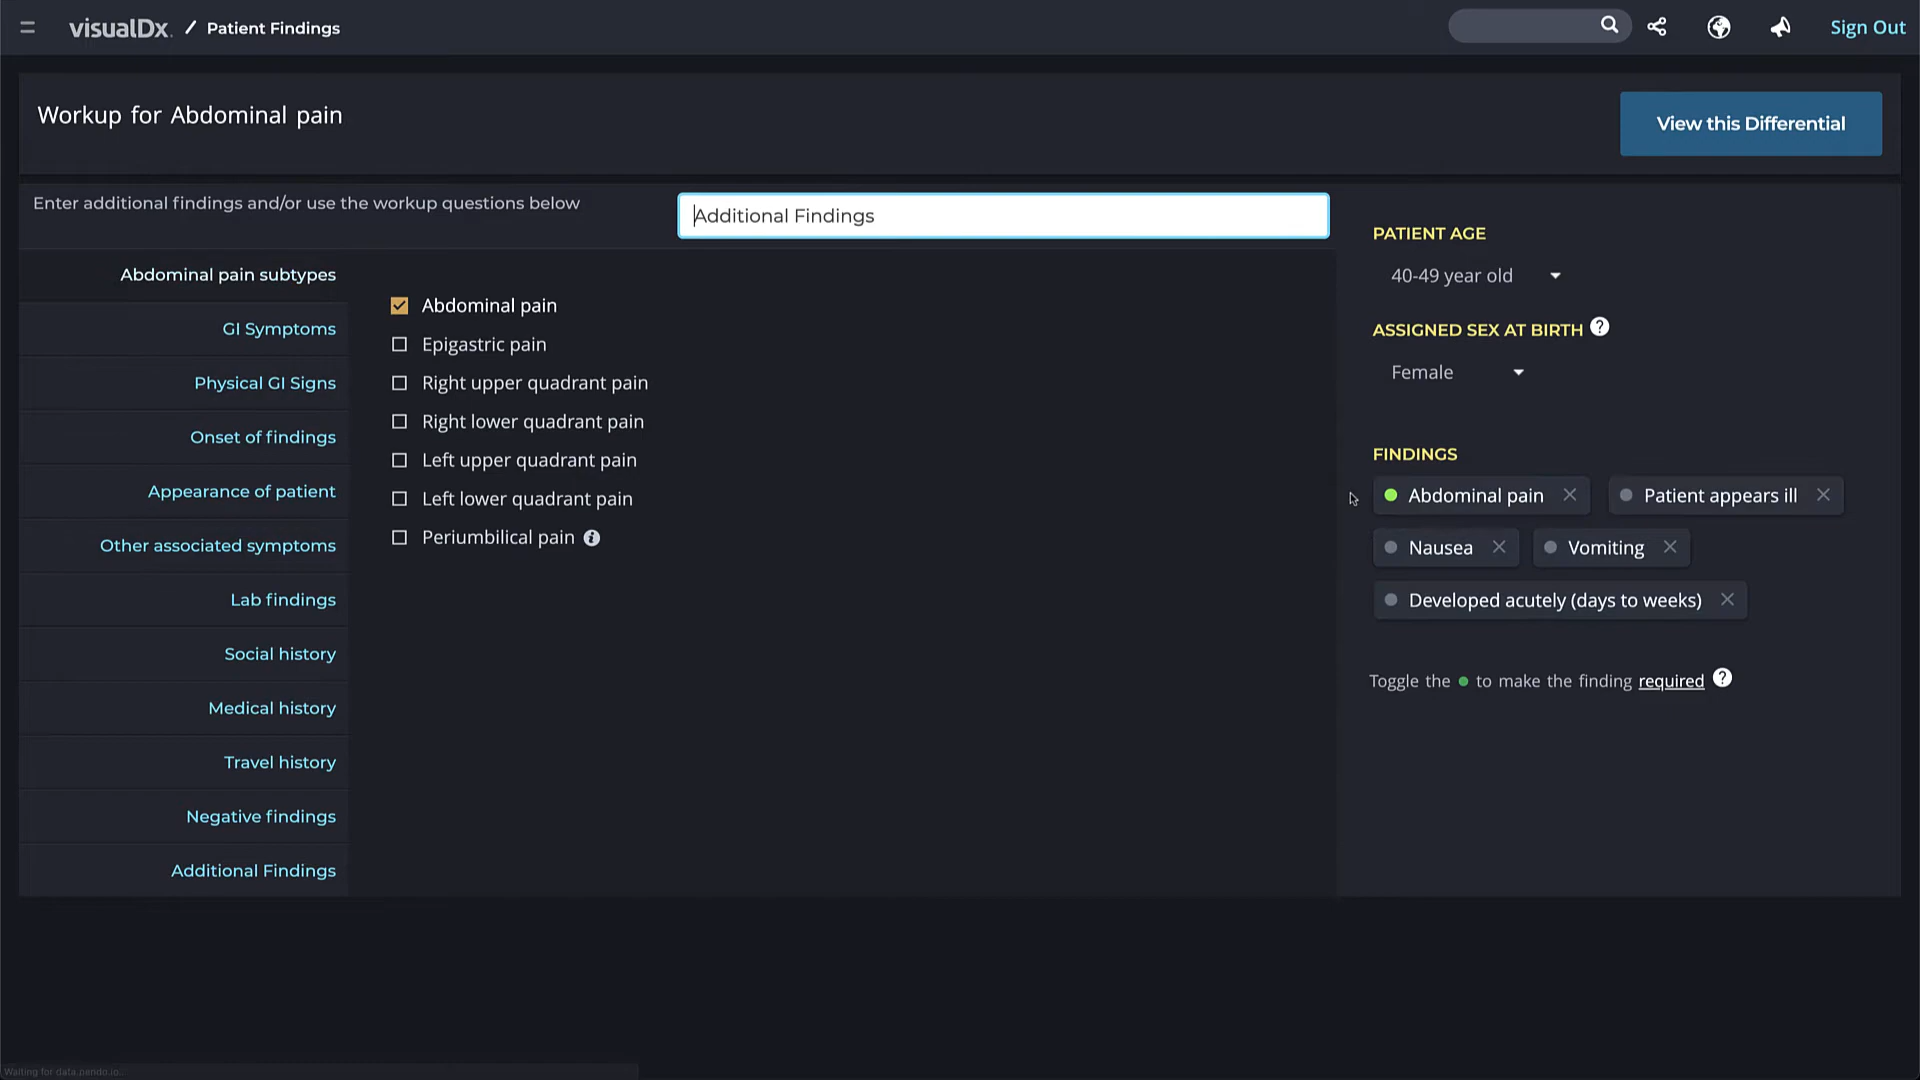 visualDx. / Patient Findings
Sign Out
Workup for Abdominal pain
View this Differential
Enter additional findings and/or use the workup questions below
Additional Findings
Abdominal pain subtypes
GI Symptoms
Physical GI Signs
Onset of findings
Appearance of patient
Other associated symptoms
Lab findings
Social history
Medical history
Travel history
Negative findings
Additional Findings
Abdominal pain
Epigastric pain
Right upper quadrant pain
Right lower quadrant pain
Left upper quadrant pain
Left lower quadrant pain
Periumbilical pain i
PATIENT AGE
40-49 year old
ASSIGNED SEX AT BIRTH ?
Female
FINDINGS
Abdominal pain Patient appears ill
Nausea Vomiting
Developed acutely (days to weeks)
Toggle the to make the finding required ?
Waiting for data.pendo.io...